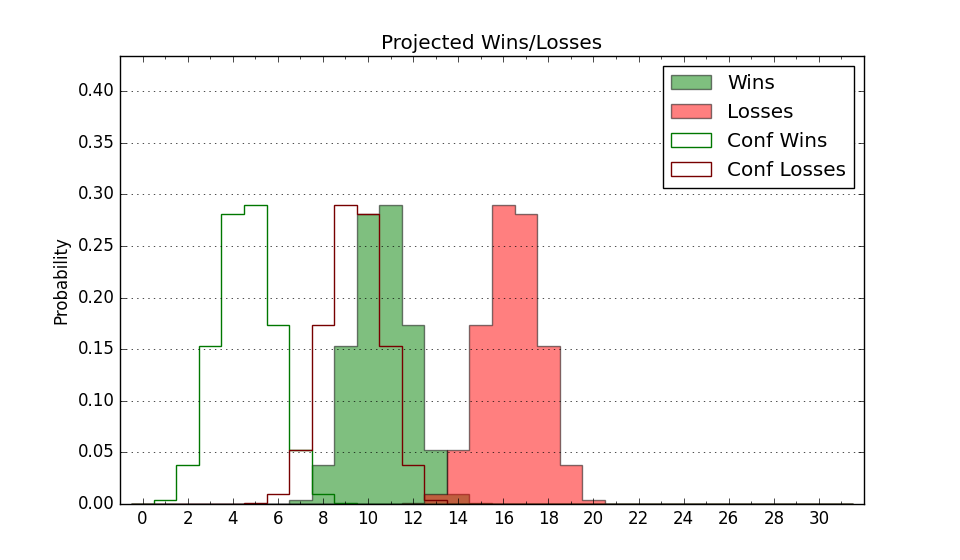 Projected Wins/Losses
Wins
Losses
Conf Wins
Conf Losses
Probability
0.40
0.35
0.30
0.25
0.20
0.15
0.10
0.05
0.00
0 2 4 6 8 10 12 14 16 18 20 22 24 26 28 30